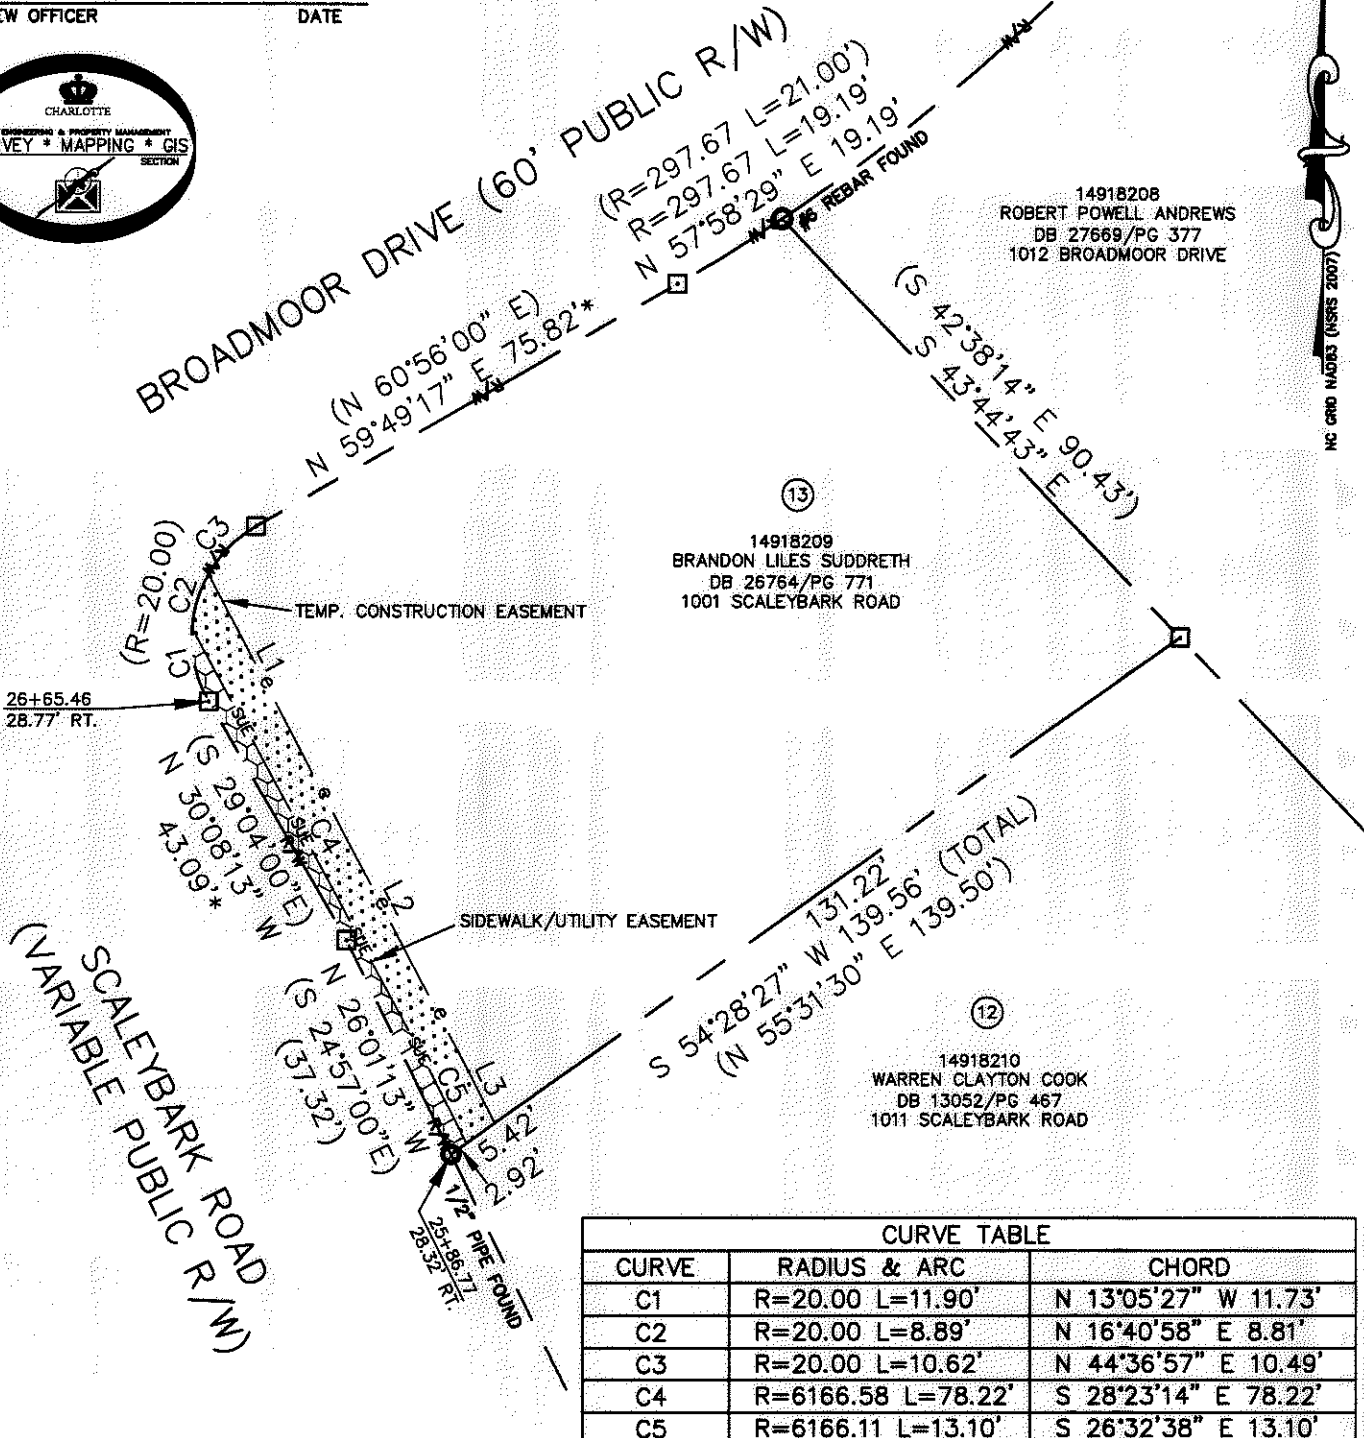 OFFICER
DATE
CHARLOTTE
ENGINEERING & PROPERTY MANAGEMENT
VEY * MAPPING * GIS
SECTION
BROADMOOR DRIVE (60' PUBLIC R/W)
(R=297.67 L=21.00')
R=297.67 L=19.19'
N 57°58'29" E 19.19'
REBAR FOUND
14918208
ROBERT POWELL ANDREWS
DB 27669/PG 377
1012 BROADMOOR DRIVE
NC GRID NAD83 (NSRS 2007)
(N 60°56'00" E)
N 59°49'17" E 75.82'*
(S 42°38'14" E 90.43')
S 43°44'43" E
13
14918209
BRANDON LILES SUDDRETH
DB 26764/PG 771
1001 SCALEYBARK ROAD
(R=20.00)
C3
C2
C1
TEMP. CONSTRUCTION EASEMENT
L1
e
26+65.46
28.77' RT.
SUE
(S 29°04'00"E)
N 30°08'13" W
43.09'*
e
C4
SUE
R/W
L2
e
SIDEWALK/UTILITY EASEMENT
SUE
131.22'
S 54°28'27" W 139.56' (TOTAL)
(N 55°31'30" E 139.50')
SCALEYBARK ROAD
(VARIABLE PUBLIC R/W)
N 26°01'13" W
(S 24°57'00"E)
(37.32')
e
SUE
C5
L3
R/W
5.42'
2.92'
1/2" PIPE FOUND
25+86.77
28.32' RT.
12
14918210
WARREN CLAYTON COOK
DB 13052/PG 467
1011 SCALEYBARK ROAD
CURVE TABLE
CURVE RADIUS & ARC CHORD
C1 R=20.00 L=11.90' N 13°05'27" W 11.73'
C2 R=20.00 L=8.89' N 16°40'58" E 8.81'
C3 R=20.00 L=10.62' N 44°36'57" E 10.49'
C4 R=6166.58 L=78.22' S 28°23'14" E 78.22'
C5 R=6166.11 L=13.10' S 26°32'38" E 13.10'